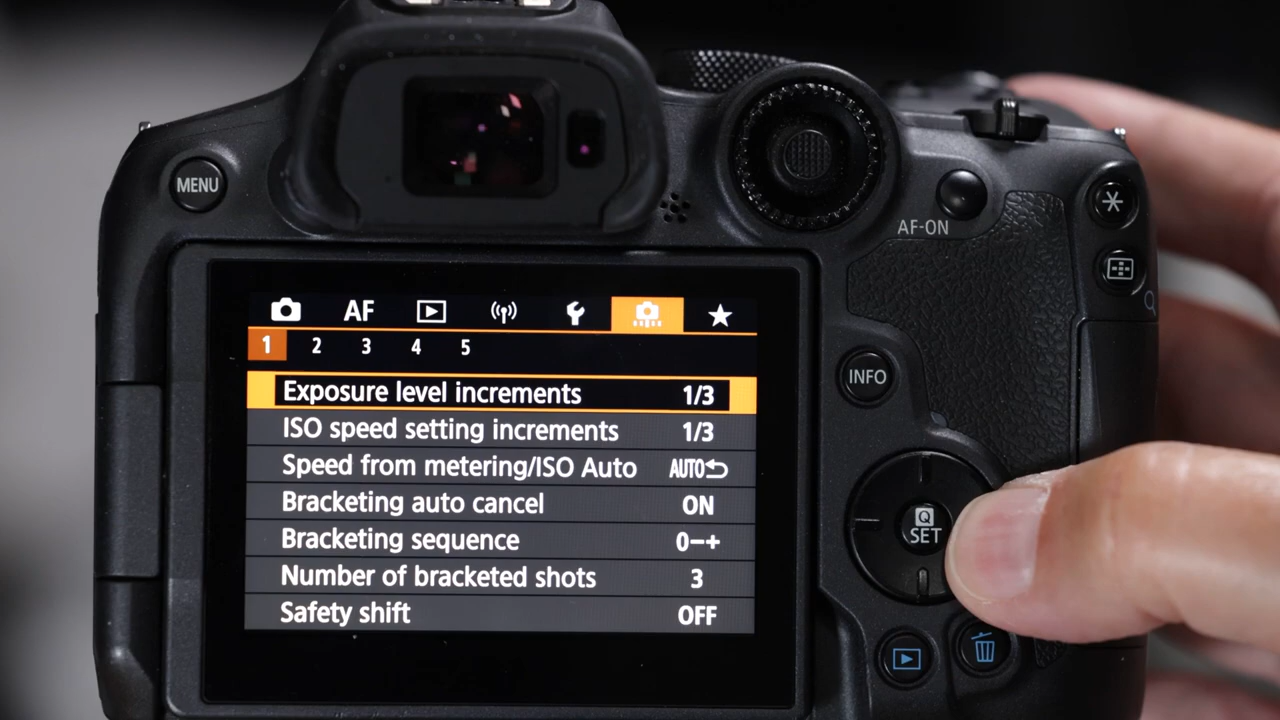 MENU
AF-ON
AF
1 2 3 4 5
Exposure level increments 1/3
ISO speed setting increments 1/3
Speed from metering/ISO Auto AUTO
Bracketing auto cancel ON
Bracketing sequence 0−+
Number of bracketed shots 3
Safety shift OFF
INFO
Q
SET